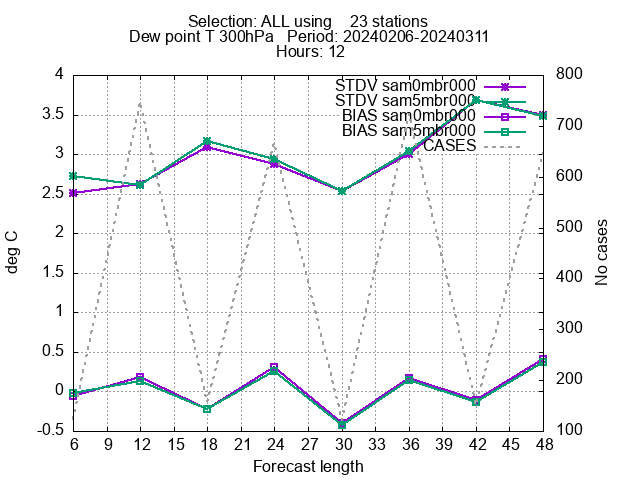 Selection: ALL using    23 stations
Dew point T 300hPa   Period: 20240206-20240311
Hours: 12
STDV sam0mbr000
STDV sam5mbr000
BIAS sam0mbr000
BIAS sam5mbr000
CASES
4
3.5
3
2.5
2
1.5
1
0.5
0
-0.5
deg C
800
700
600
500
400
300
200
100
No cases
6 9 12 15 18 21 24 27 30 33 36 39 42 45 48
Forecast length